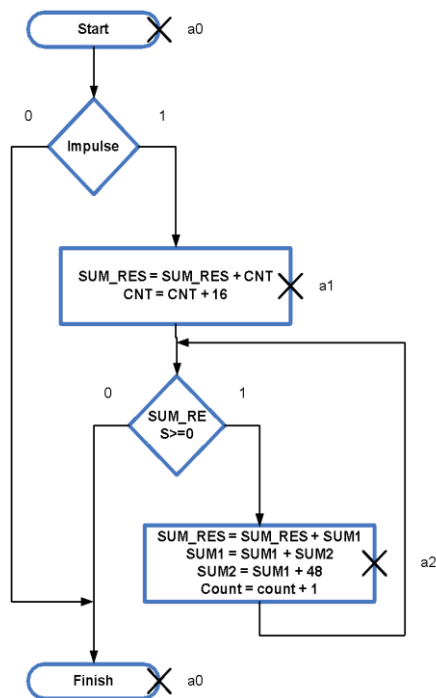 Start
a0
0
1
Impulse
SUM_RES = SUM_RES + CNT
CNT = CNT + 16
a1
0
1
SUM_RE
S>=0
SUM_RES = SUM_RES + SUM1
SUM1 = SUM1 + SUM2
SUM2 = SUM1 + 48
Count = count + 1
a2
Finish
a0